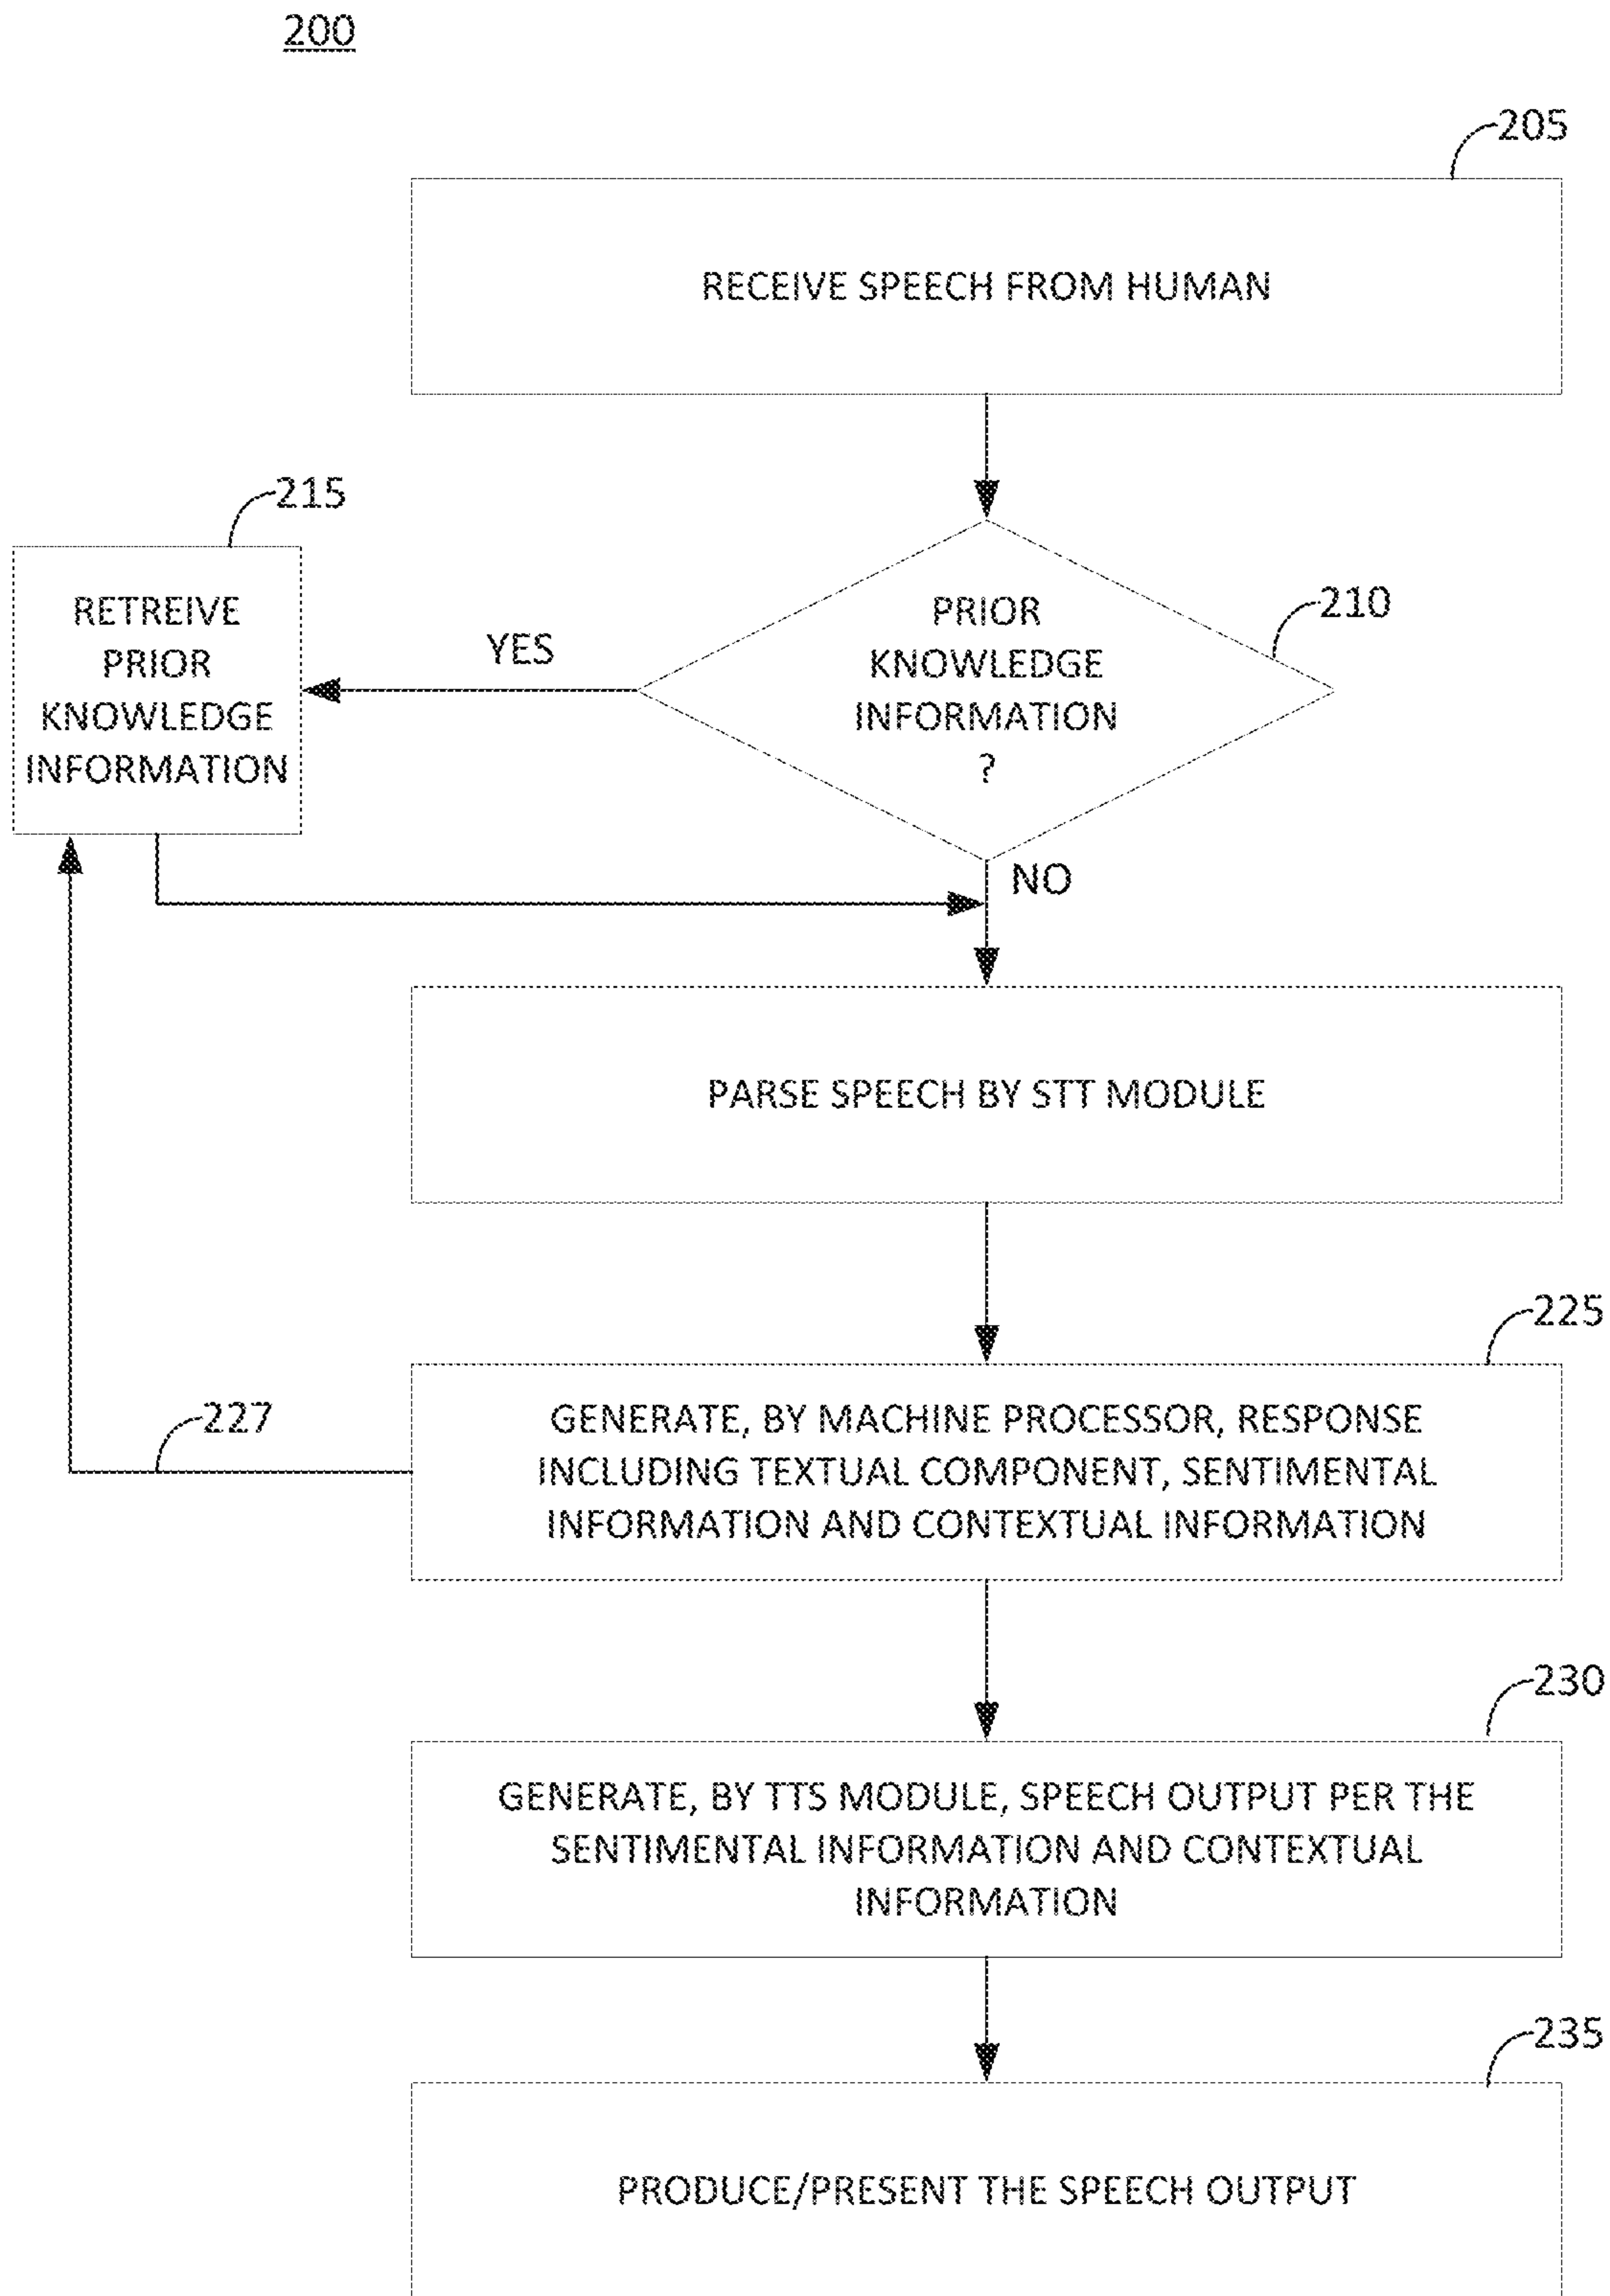 200
205
RECEIVE SPEECH FROM HUMAN
215
RETREIVE
PRIOR
KNOWLEDGE
INFORMATION
YES
PRIOR
KNOWLEDGE
INFORMATION
?
210
NO
PARSE SPEECH BY STT MODULE
225
227
GENERATE, BY MACHINE PROCESSOR, RESPONSE
INCLUDING TEXTUAL COMPONENT, SENTIMENTAL
INFORMATION AND CONTEXTUAL INFORMATION
230
GENERATE, BY TTS MODULE, SPEECH OUTPUT PER THE
SENTIMENTAL INFORMATION AND CONTEXTUAL
INFORMATION
235
PRODUCE/PRESENT THE SPEECH OUTPUT